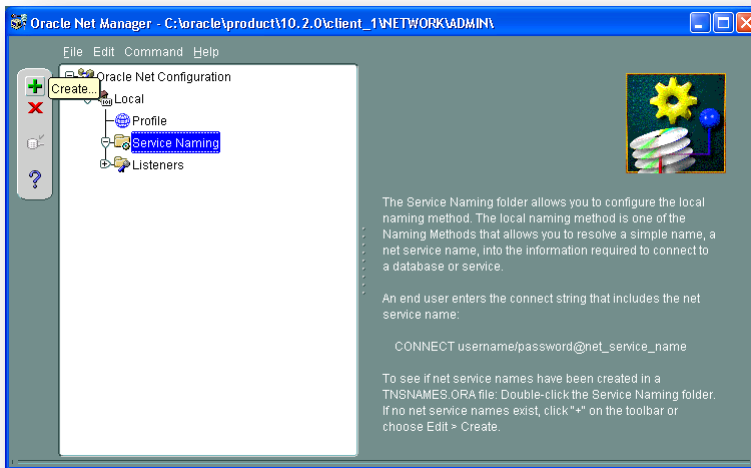 Oracle Net Manager - C:\oracle\product\10.2.0\client_1\NETWORK\ADMIN\
File Edit Command Help
Oracle Net Configuration
Create...
Local
Profile
Service Naming
Listeners
The Service Naming folder allows you to configure the local
naming method. The local naming method is one of the
Naming Methods that allows you to resolve a simple name, a
net service name, into the information required to connect to
a database or service.
An end user enters the connect string that includes the net
service name:
CONNECT username/password@net_service_name
To see if net service names have been created in a
TNSNAMES.ORA file: Double-click the Service Naming folder.
If no net service names exist, click "+" on the toolbar or
choose Edit > Create.